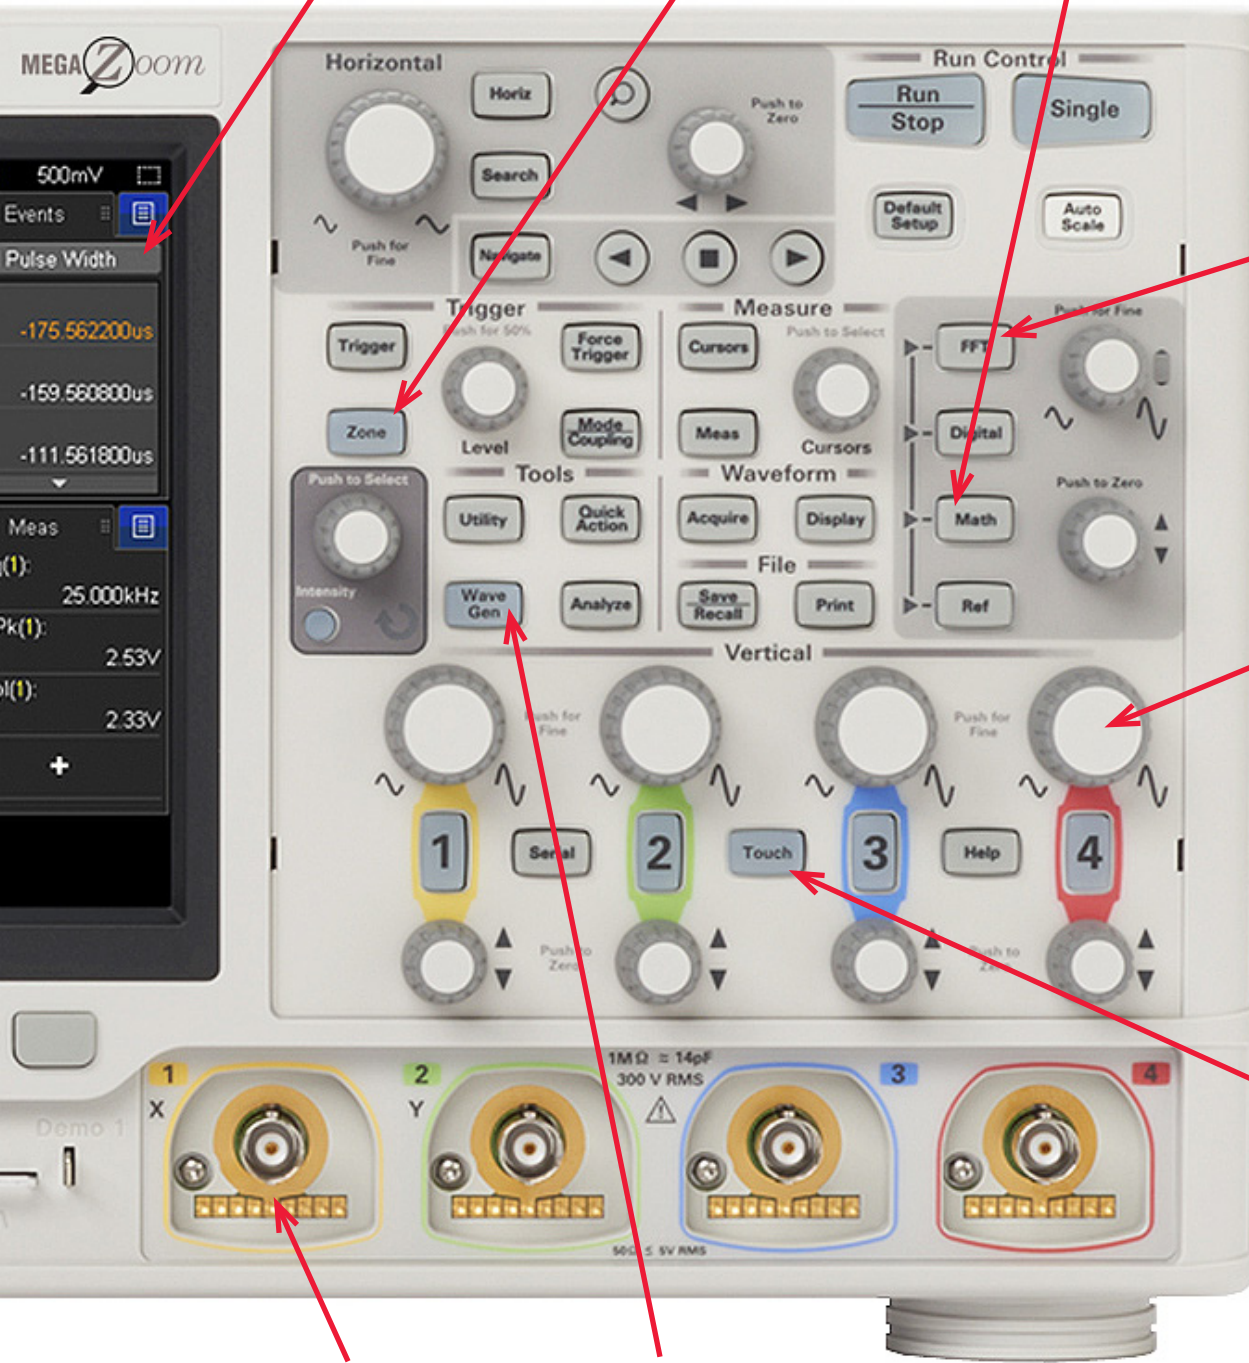 MEGA Zoom
500mV
Events
Pulse Width
-175.562200us
-159.560800us
-111.561800us
Meas
(1):
25.000kHz
Pk(1):
2.53V
(1):
2.33V
Horizontal
Horiz
Push to
Zero
Search
Push for
Fine
Navigate
Run Control
Run
Stop
Single
Default
Setup
Auto
Scale
Trigger
Push for 50%
Trigger
Force
Trigger
Zone
Level
Mode
Coupling
Measure
Cursors
Push to Select
Meas
Cursors
Push for Fine
FFT
Digital
Math
Ref
Push to Zero
Push to Select
Intensity
Tools
Utility
Quick
Action
Wave
Gen
Analyze
Waveform
Acquire
Display
File
Save
Recall
Print
Vertical
Push for
Fine
Push for
Fine
1
Serial
2
Touch
3
Help
4
Push to
Zero
Push to
Zero
1
X
2
Y
1MΩ ≈ 14pF
300 V RMS
3
4
Demo 1
50Ω ≤ 5V RMS